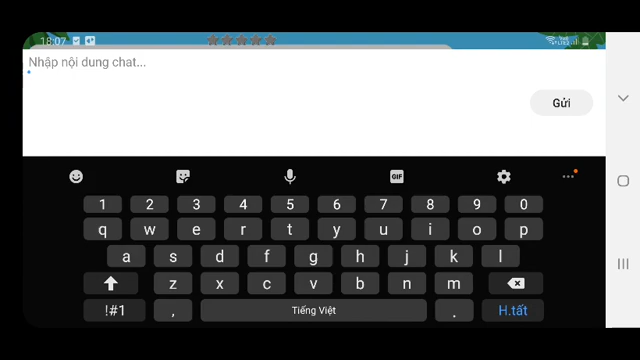 18:07
Nhập nội dung chat...
Gửi
GIF
1 2 3 4 5 6 7 8 9 0
q w e r t y u i o p
a s d f g h j k l
z x c v b n m
!#1 , Tiếng Việt . H.tất